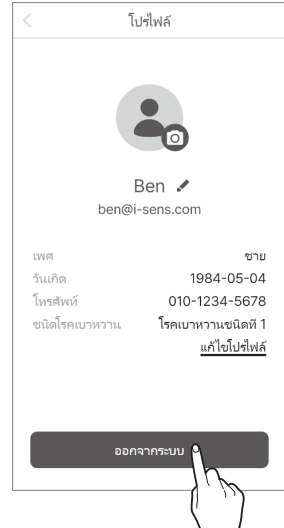 โปรไฟล์
Ben
ben@i-sens.com
เพศ ชาย
วันเกิด 1984-05-04
โทรศัพท์ 010-1234-5678
ชนิดโรคเบาหวาน โรคเบาหวานชนิดที่ 1
แก้ไขโปรไฟล์
ออกจากระบบ